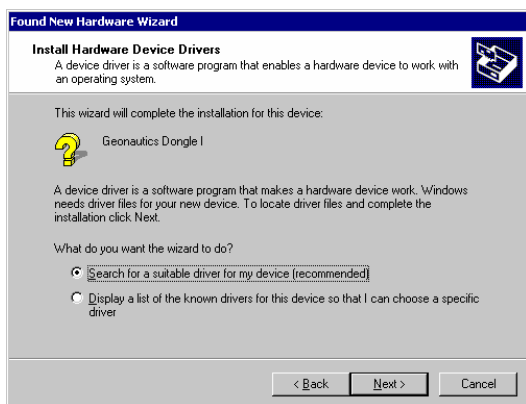 Found New Hardware Wizard
Install Hardware Device Drivers
A device driver is a software program that enables a hardware device to work with
an operating system.
This wizard will complete the installation for this device:
Geonautics Dongle I
A device driver is a software program that makes a hardware device work. Windows
needs driver files for your new device. To locate driver files and complete the
installation click Next.
What do you want the wizard to do?
Search for a suitable driver for my device (recommended)
Display a list of the known drivers for this device so that I can choose a specific
driver
< Back
Next >
Cancel